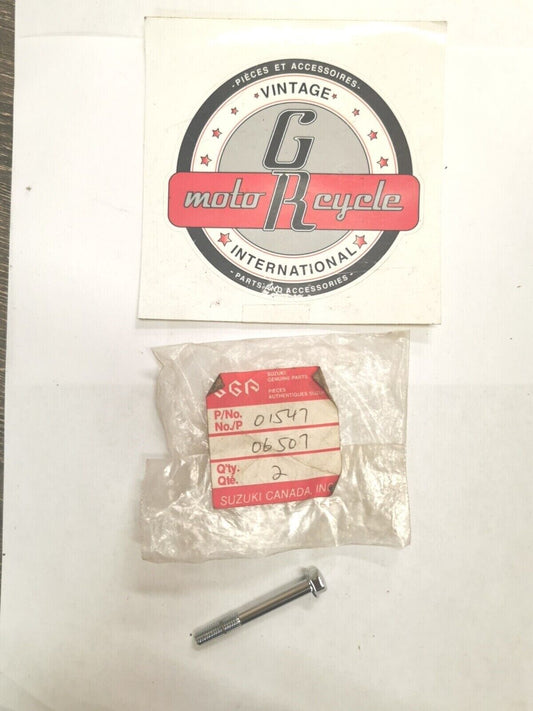 - PIÈCES ET ACCESSOIRES -
VINTAGE
G
moto R cycle
INTERNATIONAL
- PARTS AND ACCESSORIES -
SGP
SUZUKI
GENUINE PARTS
PIÈCES
AUTHENTIQUES SUZUKI
P/No.
No./P
01547
06507
Q'ty.
Qté.
2
SUZUKI CANADA, INC